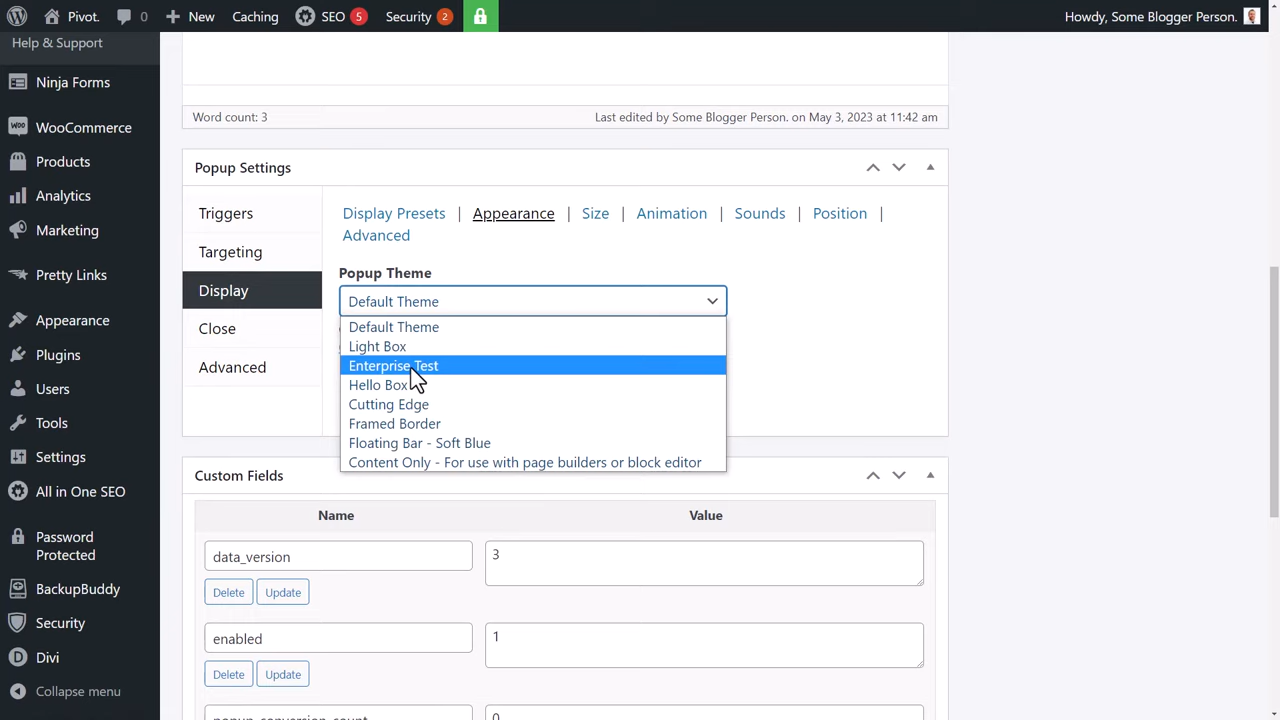 Pivot.
0
New
Caching
SEO
5
Security
2
Howdy, Some Blogger Person.
Help & Support
Ninja Forms
WooCommerce
Products
Analytics
Marketing
Pretty Links
Appearance
Plugins
Users
Tools
Settings
All in One SEO
Password
Protected
BackupBuddy
Security
Divi
Collapse menu
Word count: 3
Last edited by Some Blogger Person. on May 3, 2023 at 11:42 am
Popup Settings
Triggers
Targeting
Display
Close
Advanced
Display Presets | Appearance | Size | Animation | Sounds | Position |
Advanced
Popup Theme
Default Theme
Default Theme
Light Box
Enterprise Test
Hello Box
Cutting Edge
Framed Border
Floating Bar - Soft Blue
Content Only - For use with page builders or block editor
Custom Fields
Name
Value
data_version
3
Delete
Update
enabled
1
Delete
Update
popup_conversion_count
0